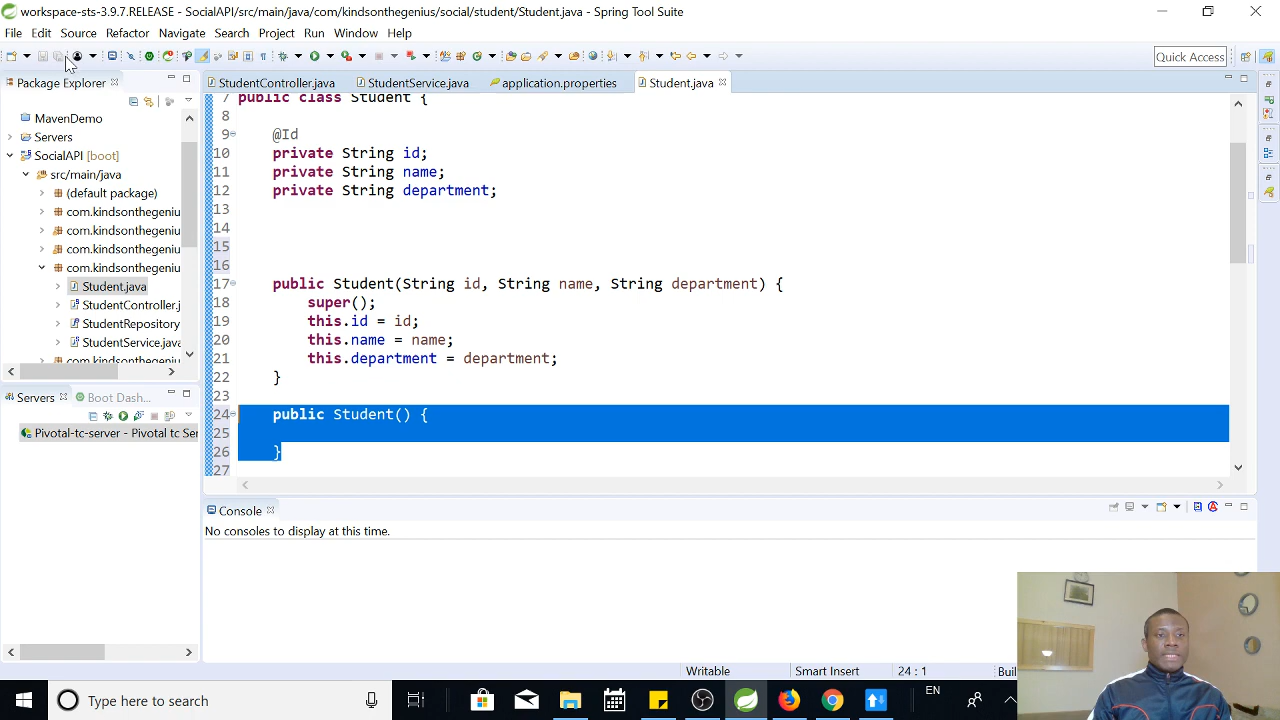 workspace-sts-3.9.7.RELEASE - SocialAPI/src/main/java/com/kindsonthegenius/social/student/Student.java - Spring Tool Suite
File Edit Source Refactor Navigate Search Project Run Window Help
Quick Access
Package Explorer
StudentController.java
StudentService.java
application.properties
Student.java
MavenDemo
Servers
SocialAPI [boot]
src/main/java
(default package)
com.kindsonthegeniu
com.kindsonthegeniu
com.kindsonthegeniu
com.kindsonthegeniu
Student.java
StudentController.j
StudentRepository
StudentService.java
com.kindsonthegeniu
7 public class Student {
8
9 @Id
10 private String id;
11 private String name;
12 private String department;
13
14
15
16
17 public Student(String id, String name, String department) {
18 super();
19 this.id = id;
20 this.name = name;
21 this.department = department;
22 }
23
24 public Student() {
25
26 }
27
Servers
Boot Dash...
Pivotal-tc-server - Pivotal tc Ser
Console
No consoles to display at this time.
Writable
Smart Insert
24 : 1
Buil
Type here to search
EN